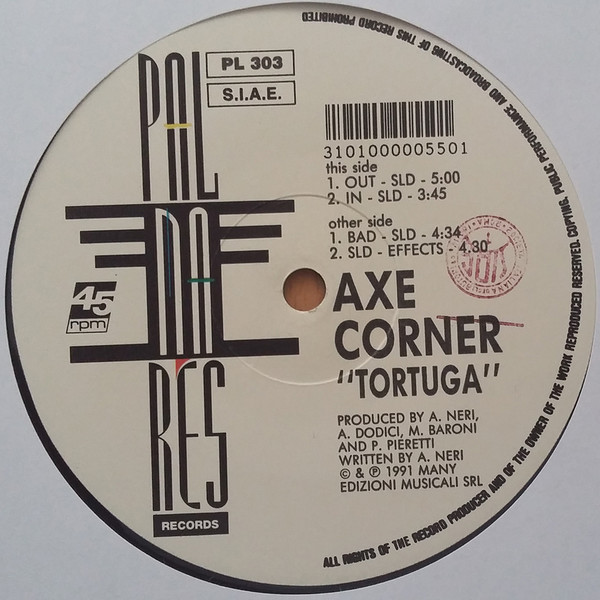 PAL
RA
RES
RECORDS
PL 303
S.I.A.E.
45
rpm
3101000005501
this side
1. OUT - SLD - 5:00
2. IN - SLD - 3:45
other side
1. BAD - SLD - 4:34
2. SLD - EFFECTS - 4.30
AXE
CORNER
"TORTUGA"
PRODUCED BY A. NERI,
A. DODICI, M. BARONI
AND P. PIERETTI
WRITTEN BY A. NERI
© & ℗ 1991 MANY
EDIZIONI MUSICALI SRL
ALL RIGHTS OF THE RECORD PRODUCER AND OF THE OWNER OF THE WORK REPRODUCED RESERVED. COPYING, PUBLIC PERFORMANCE AND BROADCASTING OF THIS RECORD PROHIBITED